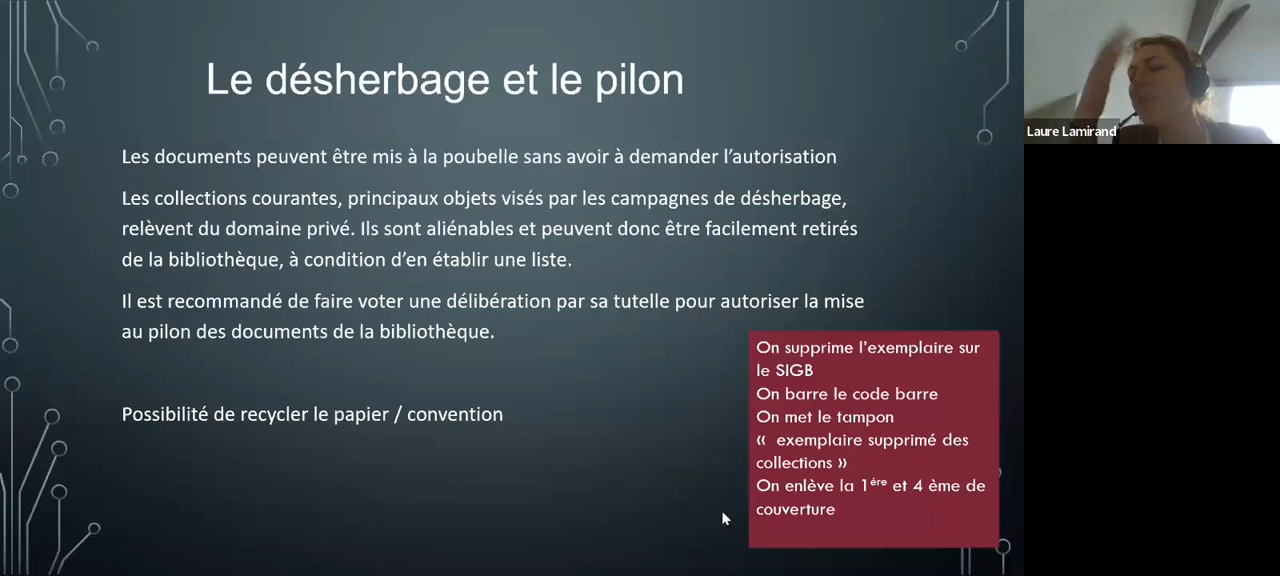 Le désherbage et le pilon
Les documents peuvent être mis à la poubelle sans avoir à demander l'autorisation
Les collections courantes, principaux objets visés par les campagnes de désherbage,
relèvent du domaine privé. Ils sont aliénables et peuvent donc être facilement retirés
de la bibliothèque, à condition d'en établir une liste.
Il est recommandé de faire voter une délibération par sa tutelle pour autoriser la mise
au pilon des documents de la bibliothèque.
Possibilité de recycler le papier / convention
On supprime l'exemplaire sur
le SIGB
On barre le code barre
On met le tampon
«  exemplaire supprimé des
collections »
On enlève la 1ère et 4 ème de
couverture
Laure Lamirand